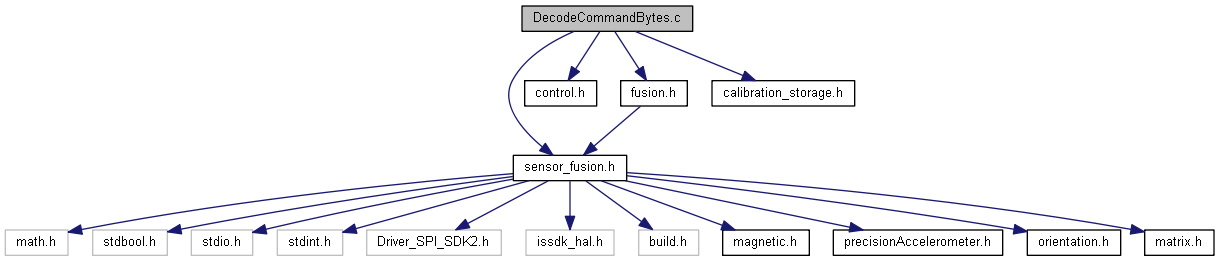 DecodeCommandBytes.c
control.h
fusion.h
calibration_storage.h
sensor_fusion.h
math.h
stdbool.h
stdio.h
stdint.h
Driver_SPI_SDK2.h
issdk_hal.h
build.h
magnetic.h
precisionAccelerometer.h
orientation.h
matrix.h